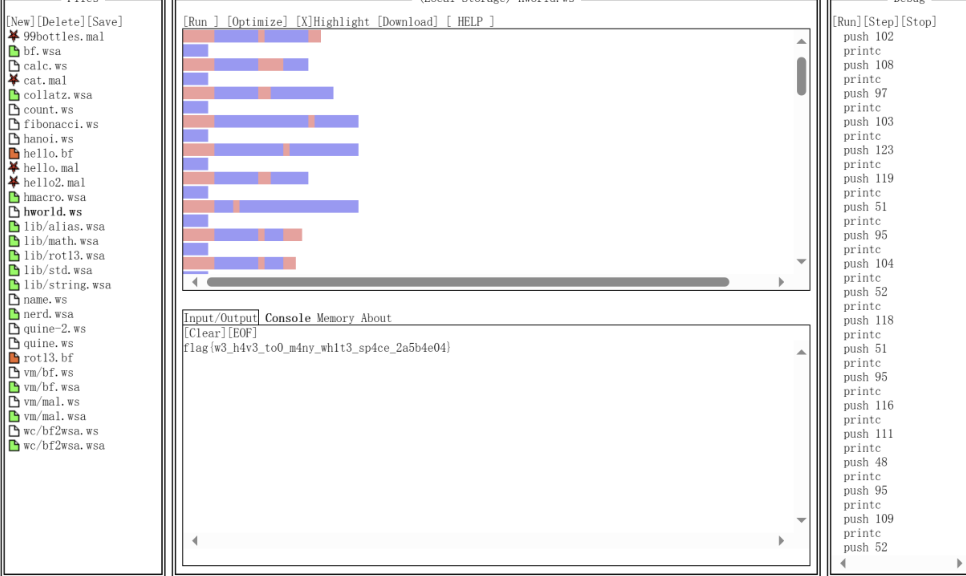 Files
[New][Delete][Save]
99bottles.mal
bf.wsa
calc.ws
cat.mal
collatz.wsa
count.ws
fibonacci.ws
hanoi.ws
hello.bf
hello.mal
hello2.mal
hmacro.wsa
hworld.ws
lib/alias.wsa
lib/math.wsa
lib/rot13.wsa
lib/std.wsa
lib/string.wsa
name.ws
nerd.wsa
quine-2.ws
quine.ws
rot13.bf
vm/bf.ws
vm/bf.wsa
vm/mal.ws
vm/mal.wsa
wc/bf2wsa.ws
wc/bf2wsa.wsa
(Local Storage) hworld.ws
[Run ] [Optimize] [X]Highlight [Download] [ HELP ]
Input/Output Console Memory About
[Clear][EOF]
flag{w3_h4v3_to0_m4ny_wh1t3_sp4ce_2a5b4e04}
Debug
[Run][Step][Stop]
push 102
printc
push 108
printc
push 97
printc
push 103
printc
push 123
printc
push 119
printc
push 51
printc
push 95
printc
push 104
printc
push 52
printc
push 118
printc
push 51
printc
push 95
printc
push 116
printc
push 111
printc
push 48
printc
push 95
printc
push 109
printc
push 52